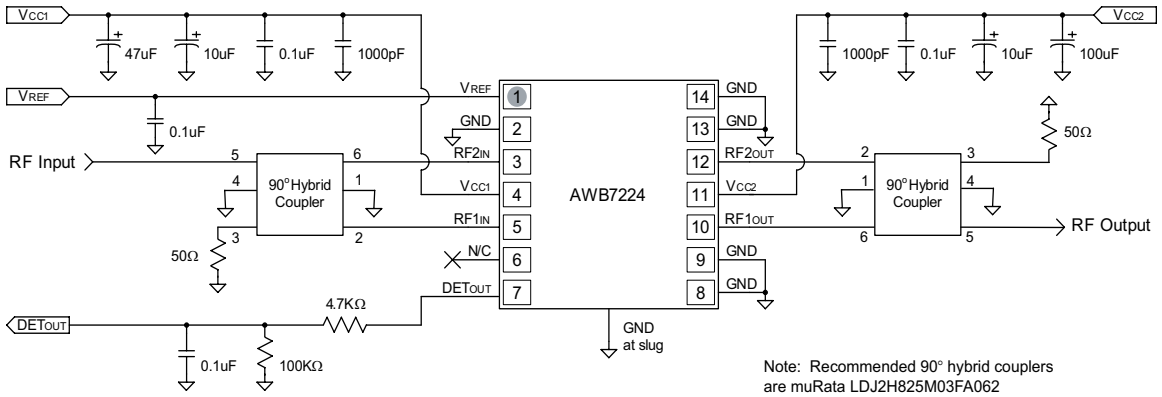 VCC1
47uF
10uF
0.1uF
1000pF
VCC2
1000pF
0.1uF
10uF
100uF
VREF
0.1uF
VREF
1
GND
2
RF2IN
3
VCC1
4
RF1IN
5
N/C
6
DETOUT
7
AWB7224
14
GND
13
GND
12
RF2OUT
11
VCC2
10
RF1OUT
9
GND
8
GND
GND
at slug
RF Input
5
6
4
1
3
2
90° Hybrid
Coupler
50Ω
2
3
1
4
6
5
90° Hybrid
Coupler
50Ω
RF Output
DETOUT
4.7KΩ
0.1uF
100KΩ
Note: Recommended 90° hybrid couplers
are muRata LDJ2H825M03FA062